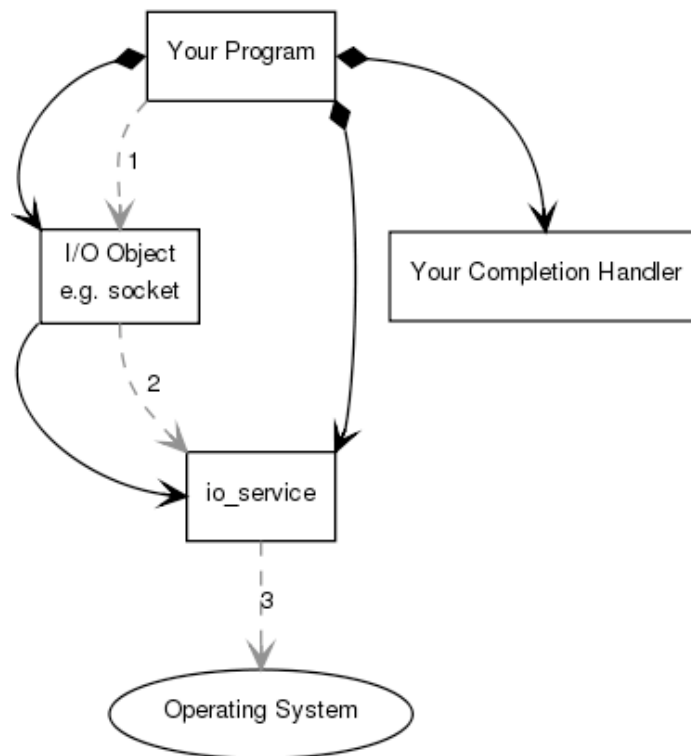 Your Program
1
I/O Object
e.g. socket
Your Completion Handler
2
io_service
3
Operating System